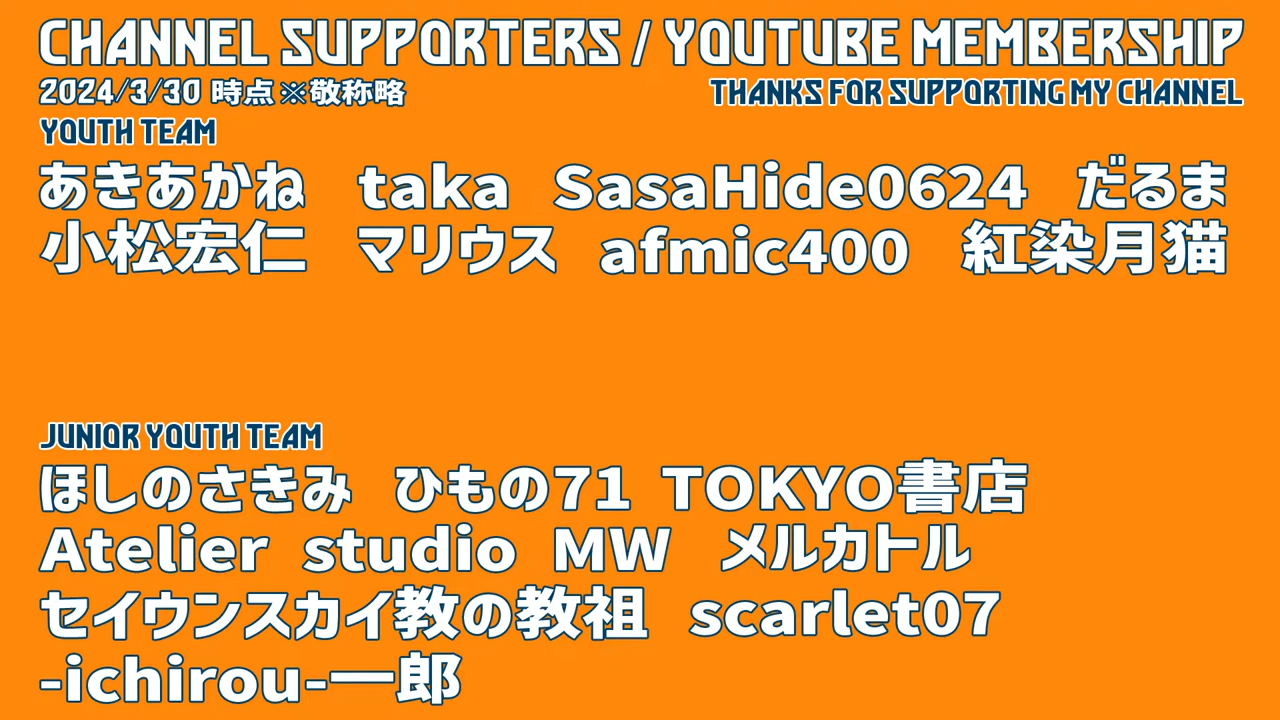 CHANNEL SUPPORTERS / YOUTUBE MEMBERSHIP
2024/3/30 時点 ※敬称略 THANKS FOR SUPPORTING MY CHANNEL
YOUTH TEAM
あきあかね taka SasaHide0624 だるま
小松宏仁 マリウス afmic400 紅染月猫
JUNIOR YOUTH TEAM
ほしのさきみ ひもの71 TOKYO書店
Atelier studio MW メルカトル
セイウンスカイ教の教祖 scarlet07
-ichirou-一郎